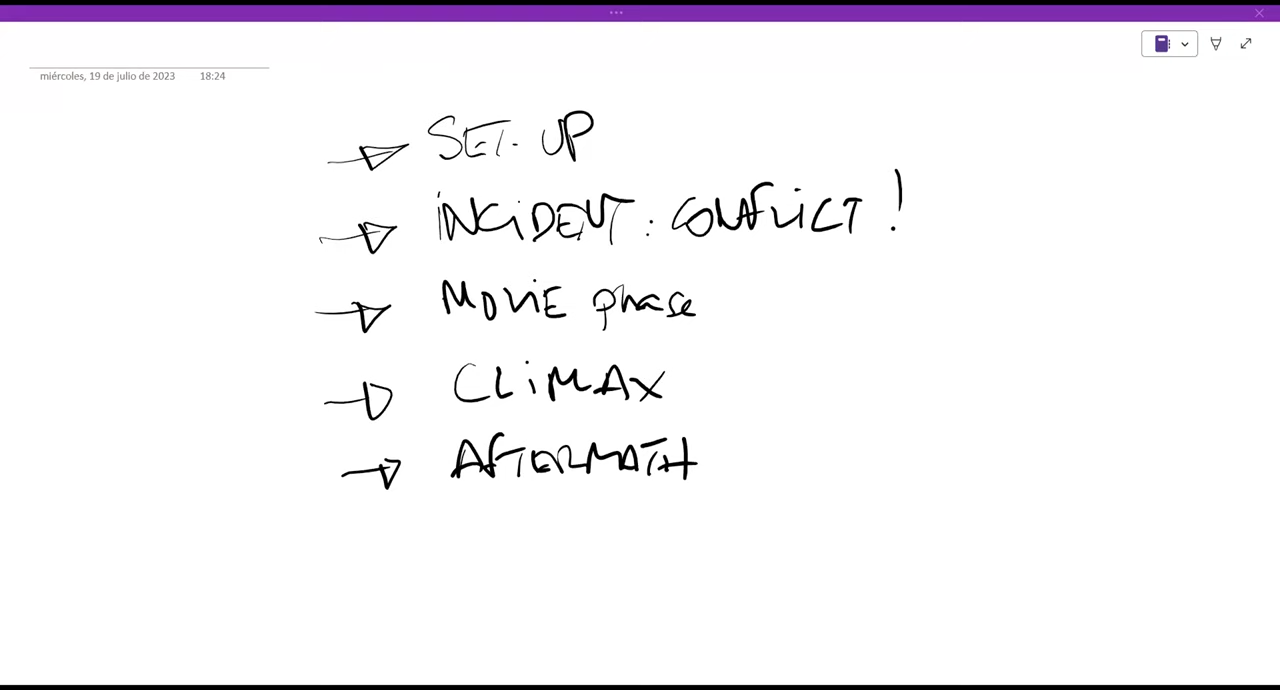 miércoles, 19 de julio de 2023 18:24
SET-UP
INCIDENT: CONFLICT!
MOVIE phase
CLIMAX
AFTERMATH